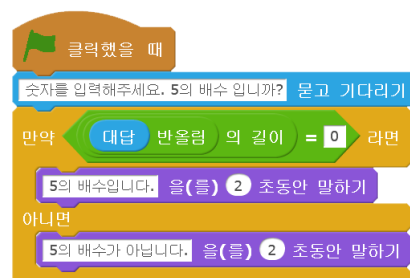 클릭했을 때
숫자를 입력해주세요. 5의 배수 입니까? 묻고 기다리기
만약 대답 반올림 의 길이 = 0 라면
5의 배수입니다. 을(를) 2 초동안 말하기
아니면
5의 배수가 아닙니다. 을(를) 2 초동안 말하기